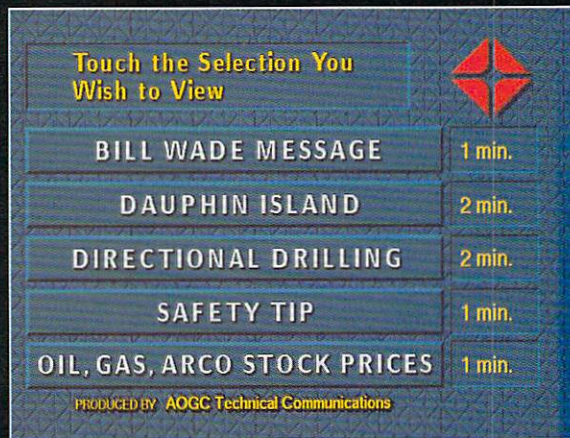 Touch the Selection You
Wish to View
BILL WADE MESSAGE 1 min.
DAUPHIN ISLAND 2 min.
DIRECTIONAL DRILLING 2 min.
SAFETY TIP 1 min.
OIL, GAS, ARCO STOCK PRICES 1 min.
PRODUCED BY AOGC Technical Communications